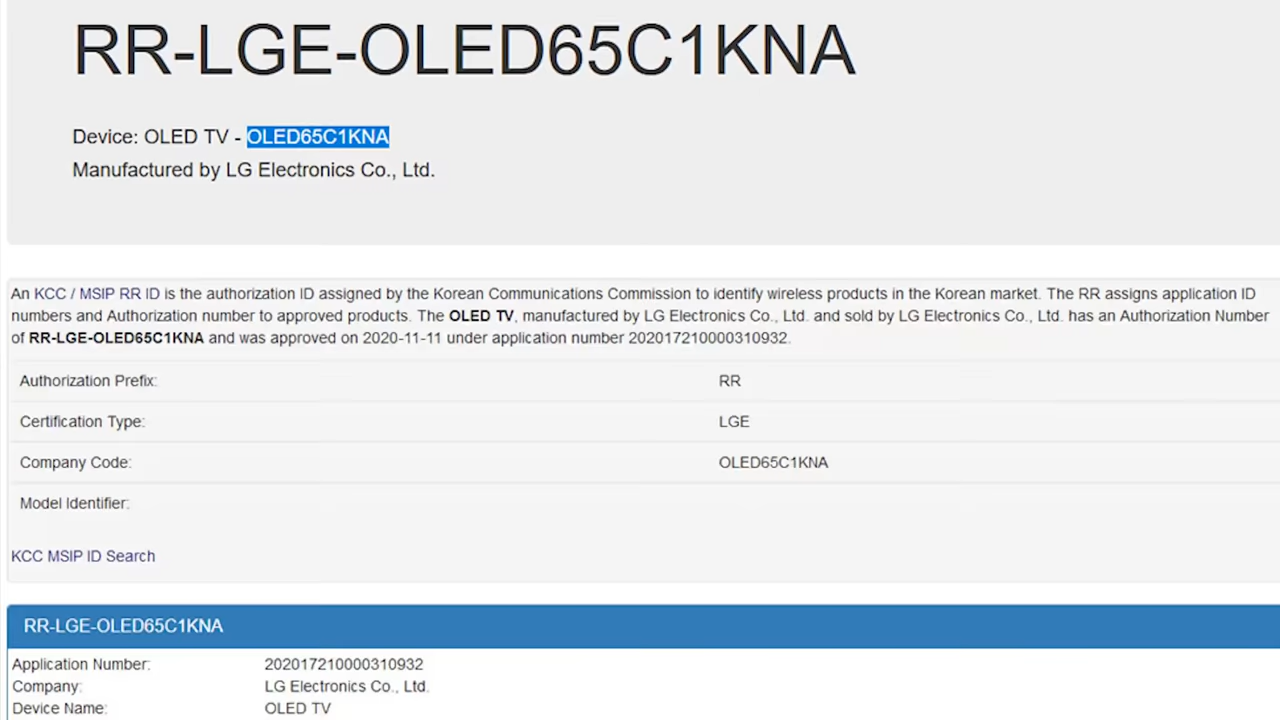 RR-LGE-OLED65C1KNA
Device: OLED TV - OLED65C1KNA
Manufactured by LG Electronics Co., Ltd.
An KCC / MSIP RR ID is the authorization ID assigned by the Korean Communications Commission to identify wireless products in the Korean market. The RR assigns application ID
numbers and Authorization number to approved products. The OLED TV, manufactured by LG Electronics Co., Ltd. and sold by LG Electronics Co., Ltd. has an Authorization Number
of RR-LGE-OLED65C1KNA and was approved on 2020-11-11 under application number 202017210000310932.
Authorization Prefix: RR
Certification Type: LGE
Company Code: OLED65C1KNA
Model Identifier:
KCC MSIP ID Search
RR-LGE-OLED65C1KNA
Application Number: 202017210000310932
Company: LG Electronics Co., Ltd.
Device Name: OLED TV